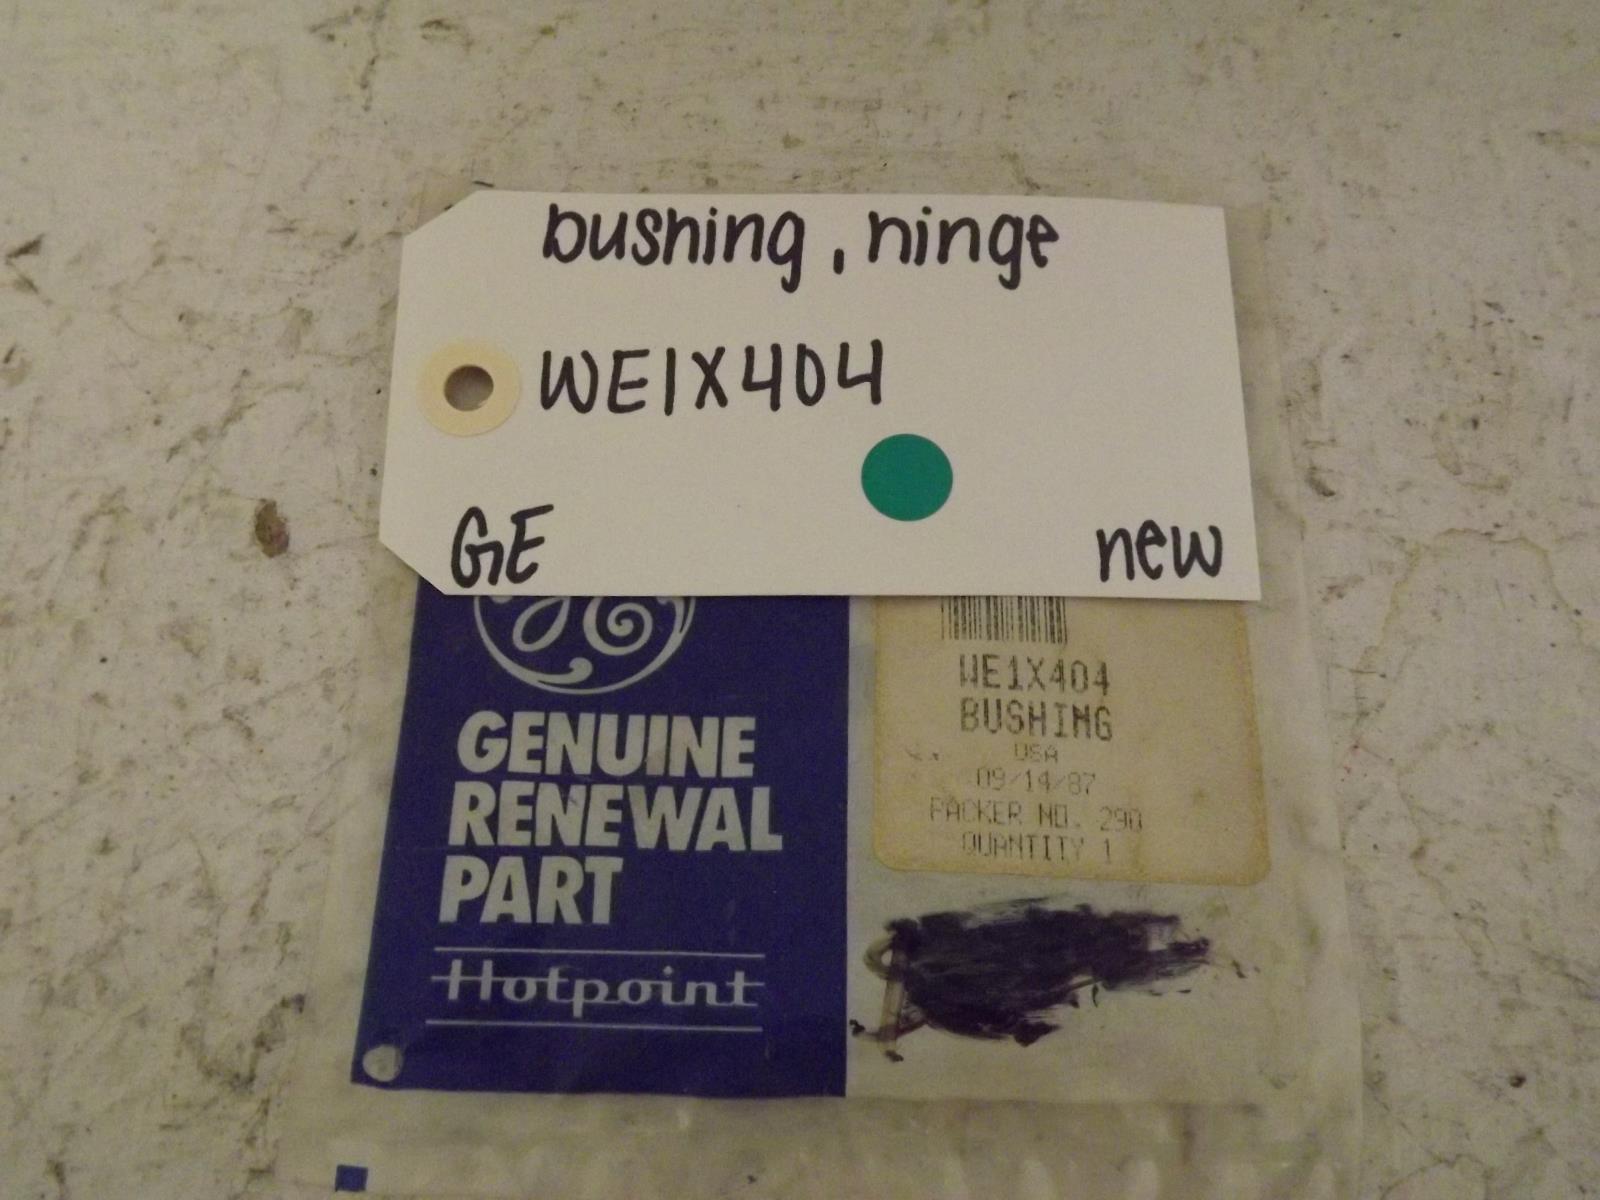 bushing, hinge
WE1X404
GE
new
GE
GENUINE
RENEWAL
PART
Hotpoint
WE1X404
BUSHING
USA
09/14/87
PACKER NO. 290
QUANTITY 1